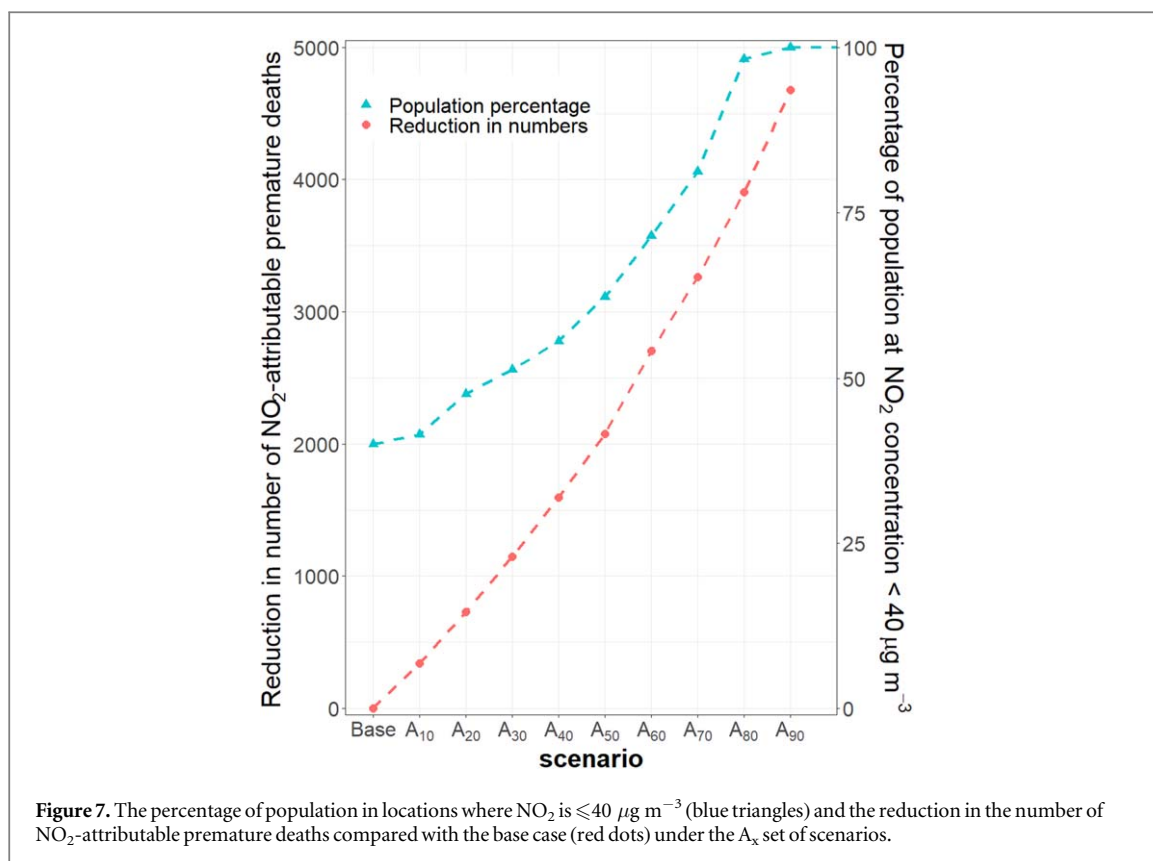 Reduction in number of NO₂-attributable premature deaths
5000
4000
3000
2000
1000
0
Population percentage
Reduction in numbers
100
75
50
25
0
Percentage of population at NO₂ concentration < 40 μg m⁻³
Base A₁₀ A₂₀ A₃₀ A₄₀ A₅₀ A₆₀ A₇₀ A₈₀ A₉₀
scenario
Figure 7. The percentage of population in locations where NO₂ is ⩽40 μg m⁻³ (blue triangles) and the reduction in the number of
NO₂-attributable premature deaths compared with the base case (red dots) under the Aₓ set of scenarios.